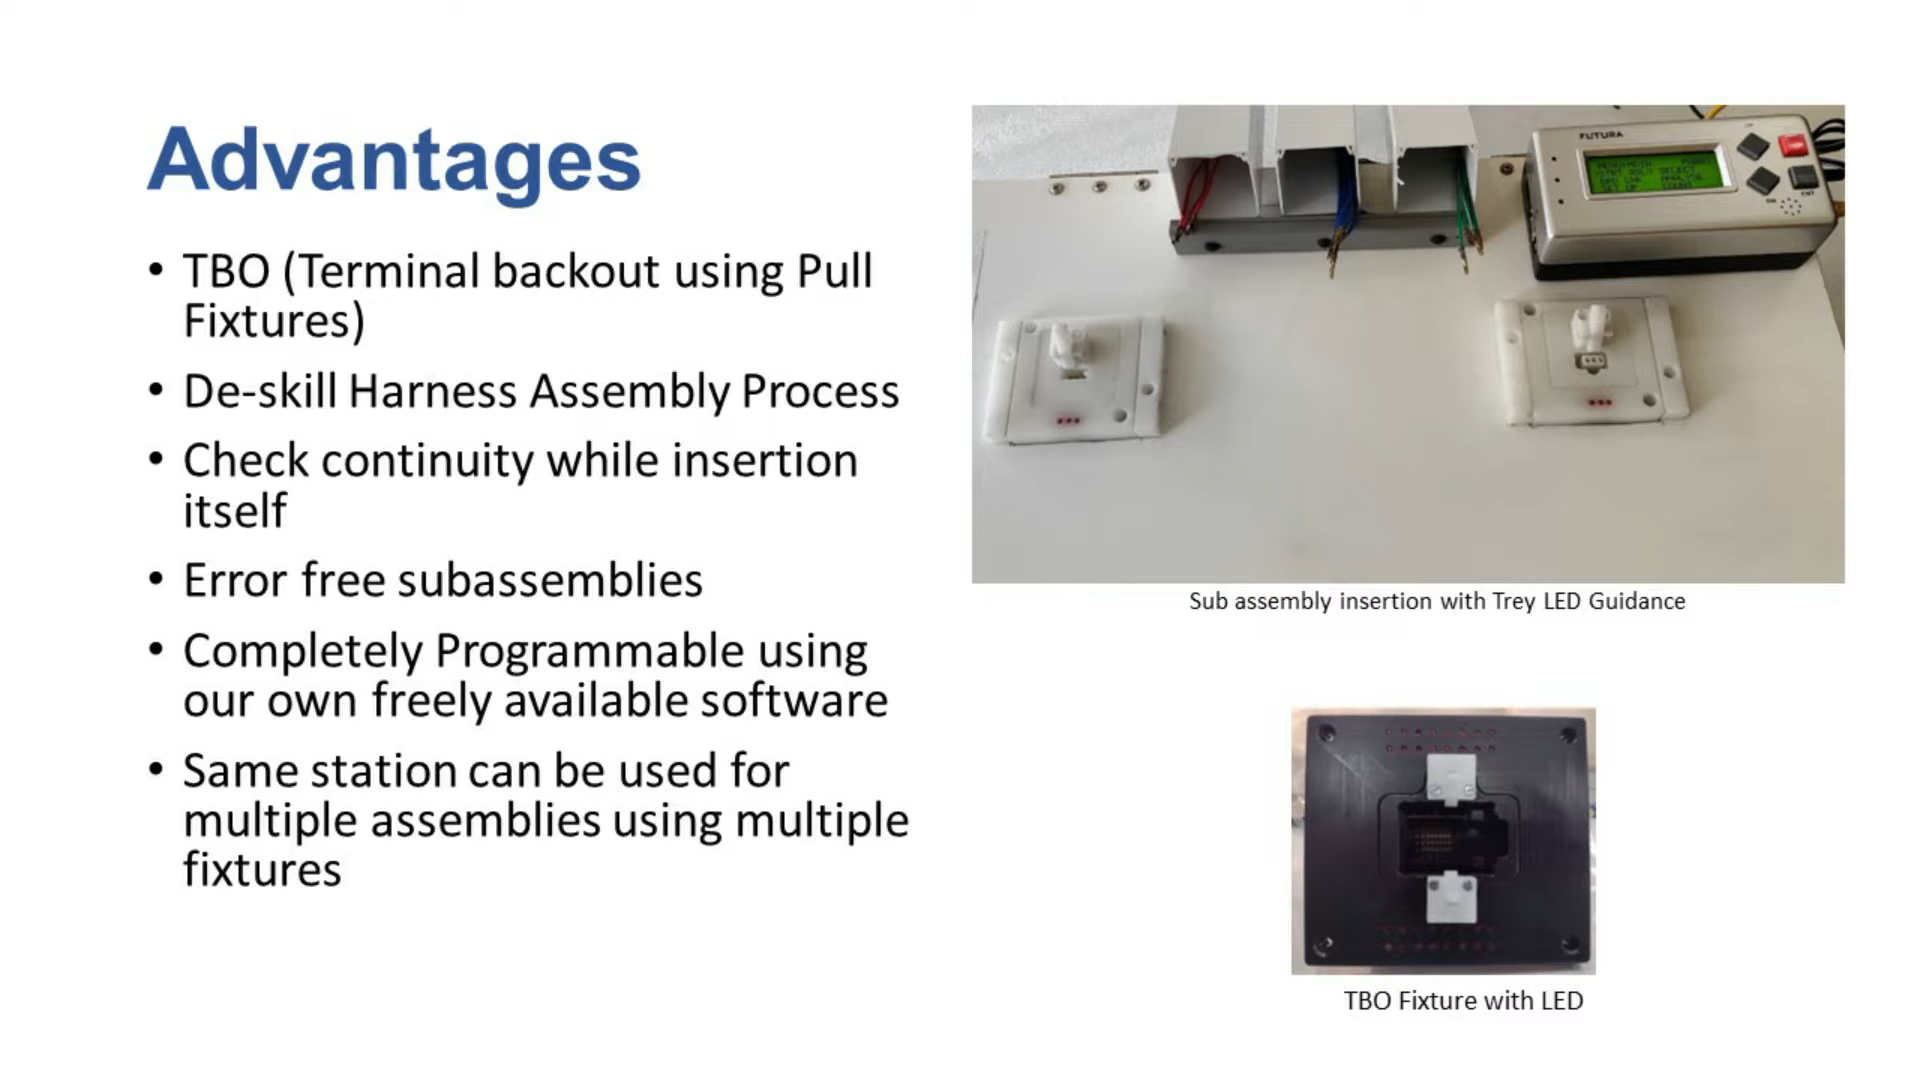 Advantages
• TBO (Terminal backout using Pull
Fixtures)
• De-skill Harness Assembly Process
• Check continuity while insertion
itself
• Error free subassemblies
• Completely Programmable using
our own freely available software
• Same station can be used for
multiple assemblies using multiple
fixtures
FUTURA
Sub assembly insertion with Trey LED Guidance
TBO Fixture with LED